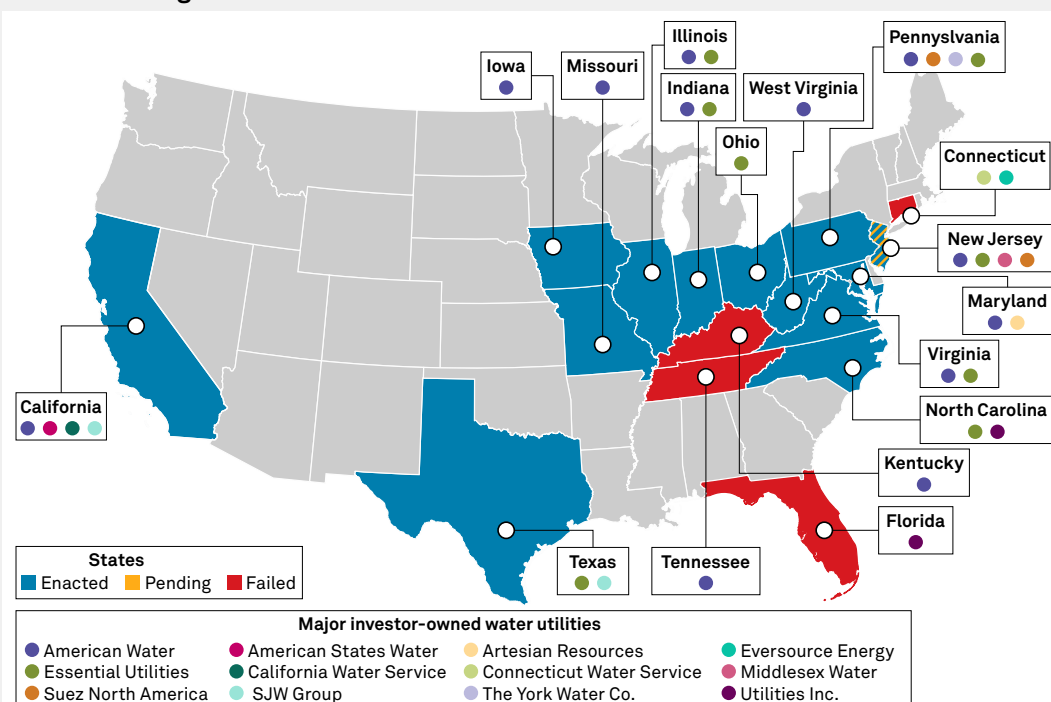 Illinois
Pennyslvania
Iowa
Missouri
Indiana
West Virginia
Ohio
Connecticut
New Jersey
Maryland
Virginia
California
North Carolina
Kentucky
Florida
Texas
Tennessee
States
Enacted Pending Failed
Major investor-owned water utilities
American Water American States Water Artesian Resources Eversource Energy
Essential Utilities California Water Service Connecticut Water Service Middlesex Water
Suez North America SJW Group The York Water Co. Utilities Inc.